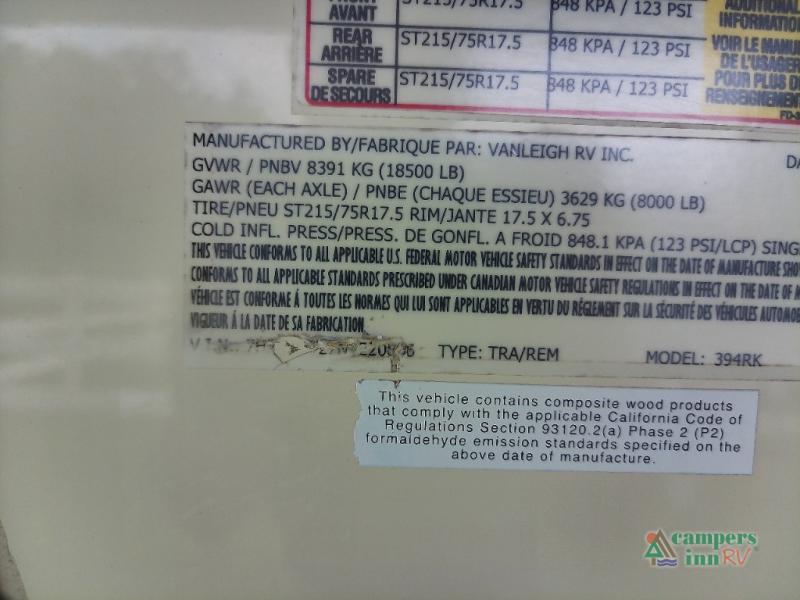 AVANT ST215/75R17.5 848 KPA / 123 PSI
ADDITIONAL
INFORMATION
REAR
ARRIÈRE ST215/75R17.5 848 KPA / 123 PSI
VOIR LE MANU
DE L'USAGER
SPARE
DE SECOURS ST215/75R17.5 848 KPA / 123 PSI
POUR PLUS DE
RENSEIGNEMENT
MANUFACTURED BY/FABRIQUE PAR: VANLEIGH RV INC. DA
GVWR / PNBV 8391 KG (18500 LB)
GAWR (EACH AXLE) / PNBE (CHAQUE ESSIEU) 3629 KG (8000 LB)
TIRE/PNEU ST215/75R17.5 RIM/JANTE 17.5 X 6.75
COLD INFL. PRESS/PRESS. DE GONFL. A FROID 848.1 KPA (123 PSI/LCP) SING
THIS VEHICLE CONFORMS TO ALL APPLICABLE U.S. FEDERAL MOTOR VEHICLE SAFETY STANDARDS IN EFFECT ON THE DATE OF MANUFACTURE SHO
CONFORMS TO ALL APPLICABLE STANDARDS PRESCRIBED UNDER CANADIAN MOTOR VEHICLE SAFETY REGULATIONS IN EFFECT ON THE DATE OF M
VÉHICLE EST CONFORME À TOUTES LES NORMES QUI LUI SONT APPLICABLES EN VERTU DU RÉGLEMENT SUR LA SÉCURITÉ DES VÉHICULES AUTOMOB
VIGUEUR Á LA DATE DE SA FABRICATION
TYPE: TRA/REM MODEL: 394RK
This vehicle contains composite wood products
that comply with the applicable California Code of
Regulations Section 93120.2(a) Phase 2 (P2)
formaldehyde emission standards specified on the
above date of manufacture.
campers
inn RV